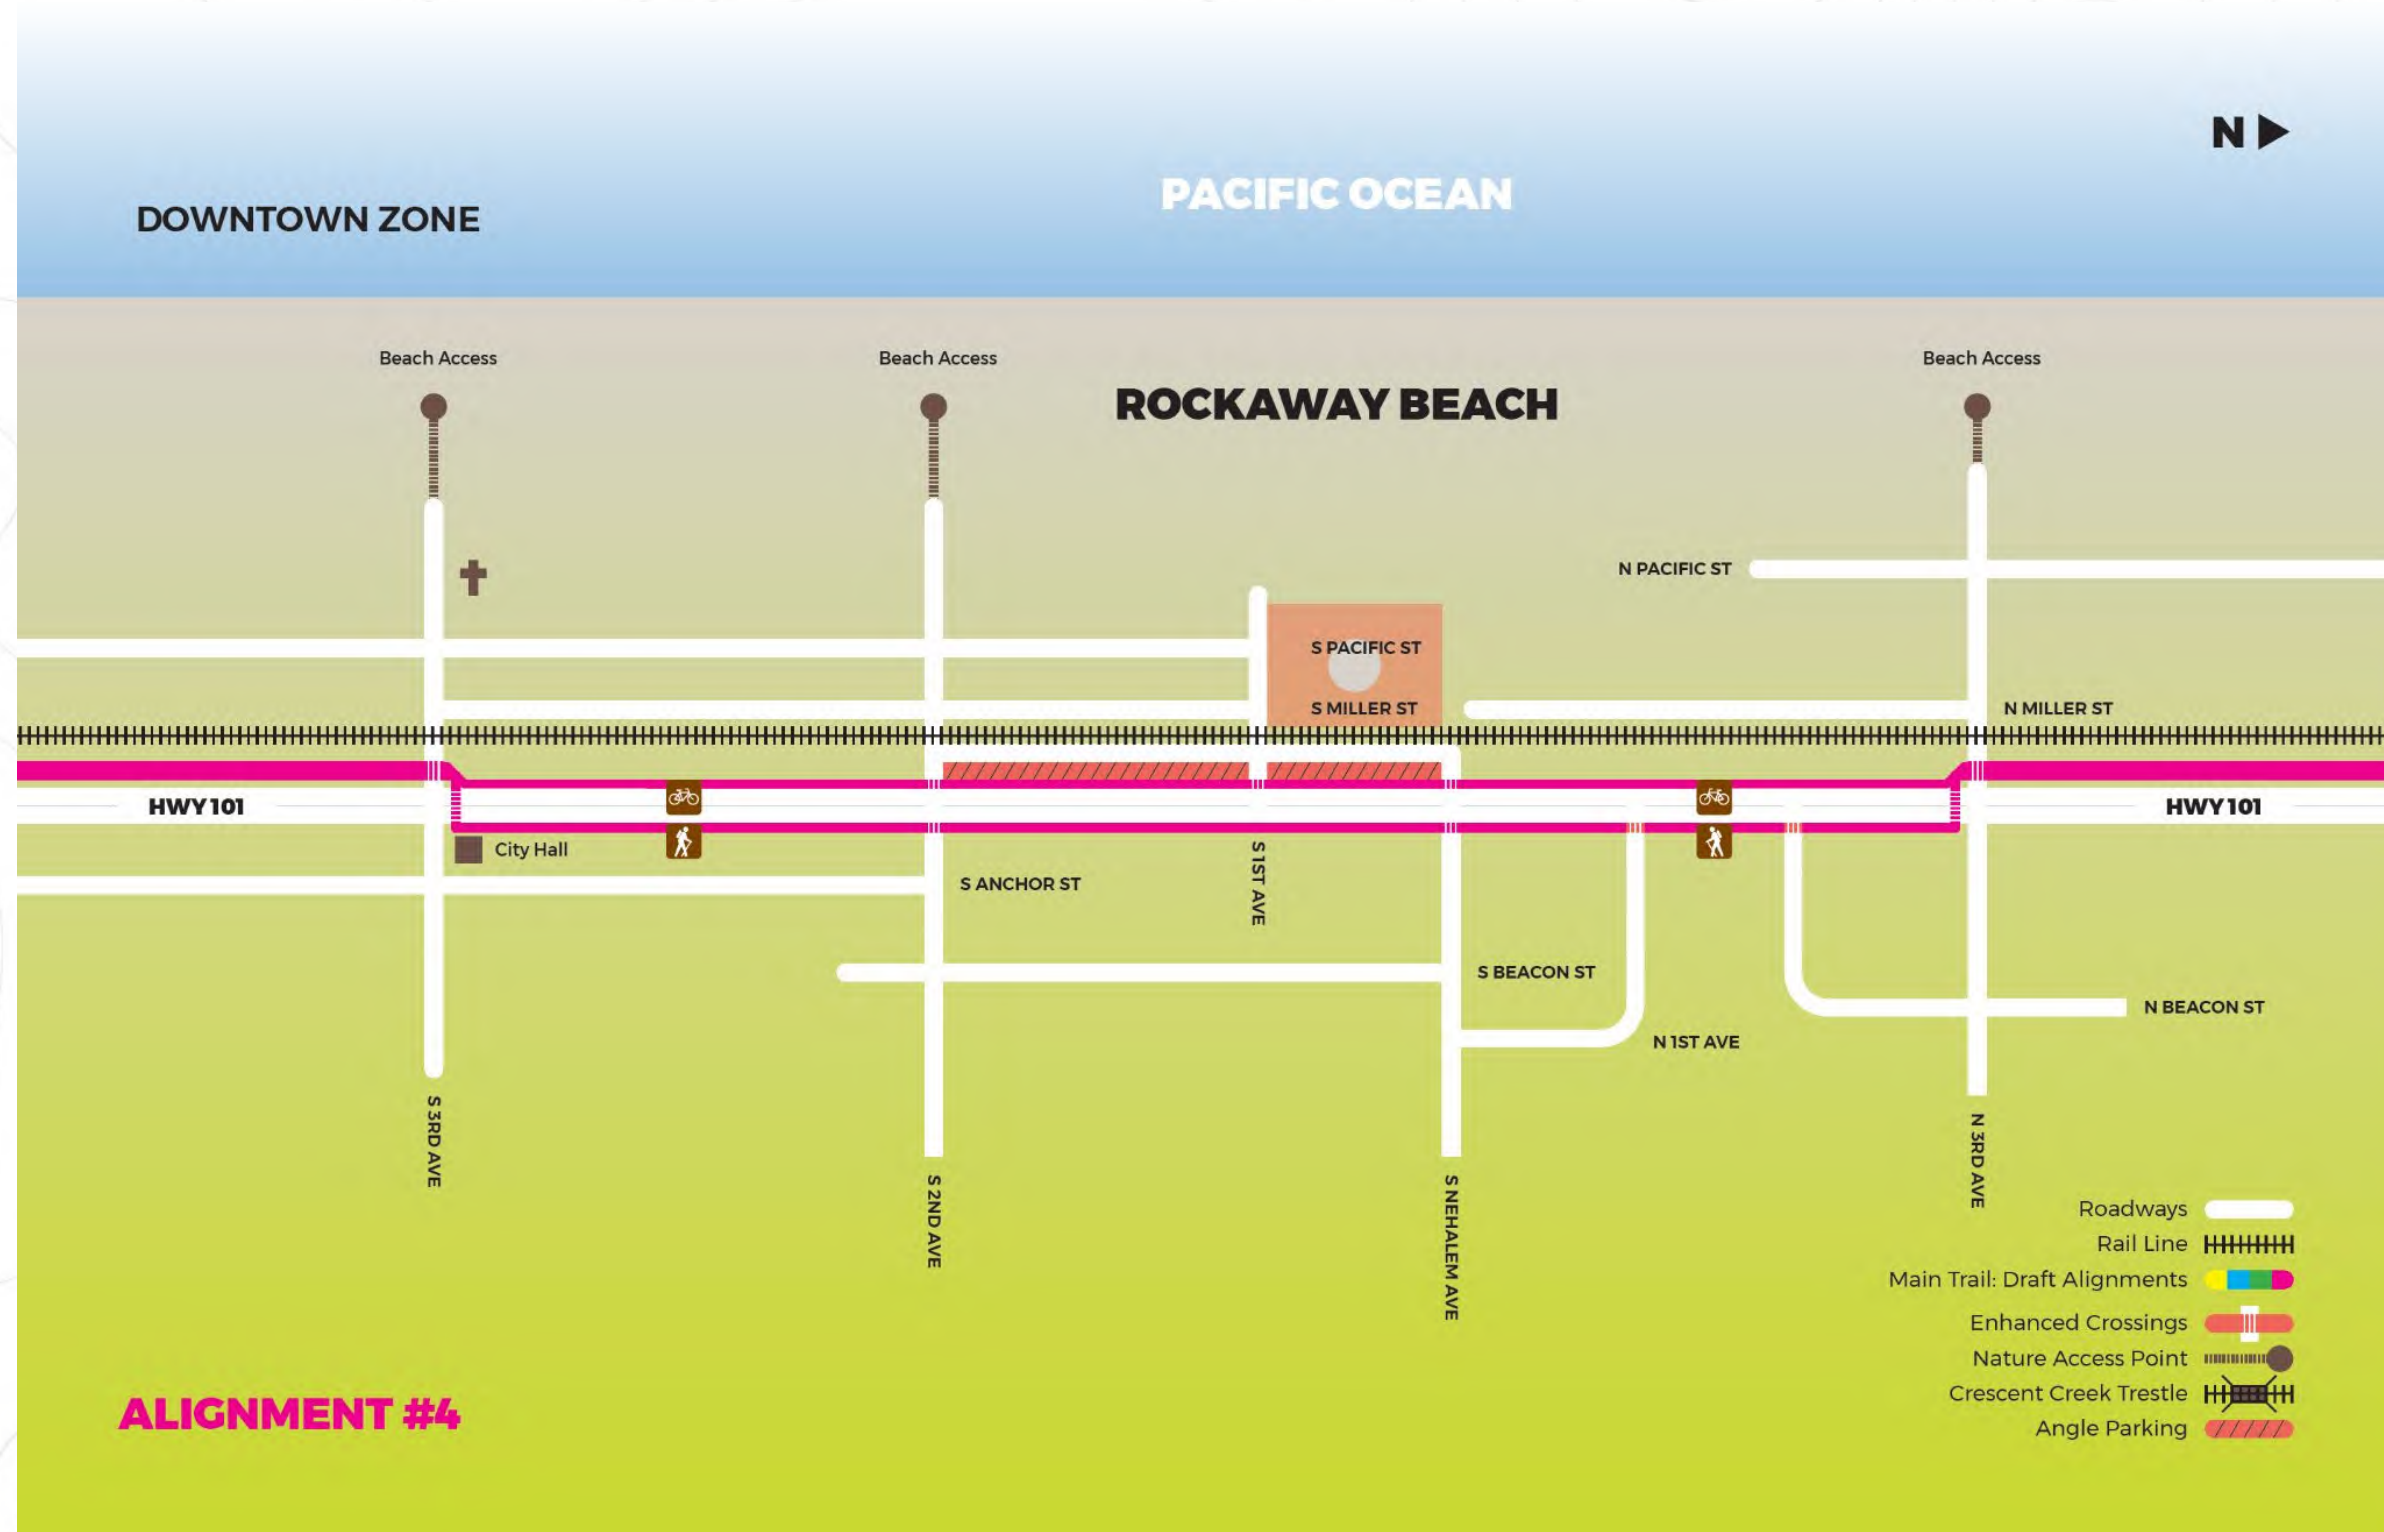 N
PACIFIC OCEAN
DOWNTOWN ZONE
Beach Access
Beach Access
Beach Access
ROCKAWAY BEACH
N PACIFIC ST
S PACIFIC ST
S MILLER ST
N MILLER ST
HWY 101
HWY 101
City Hall
S ANCHOR ST
S 1ST AVE
S BEACON ST
N BEACON ST
N 1ST AVE
S 3RD AVE
S 2ND AVE
S NEHALEM AVE
N 3RD AVE
Roadways
Rail Line
Main Trail: Draft Alignments
Enhanced Crossings
Nature Access Point
Crescent Creek Trestle
Angle Parking
ALIGNMENT #4